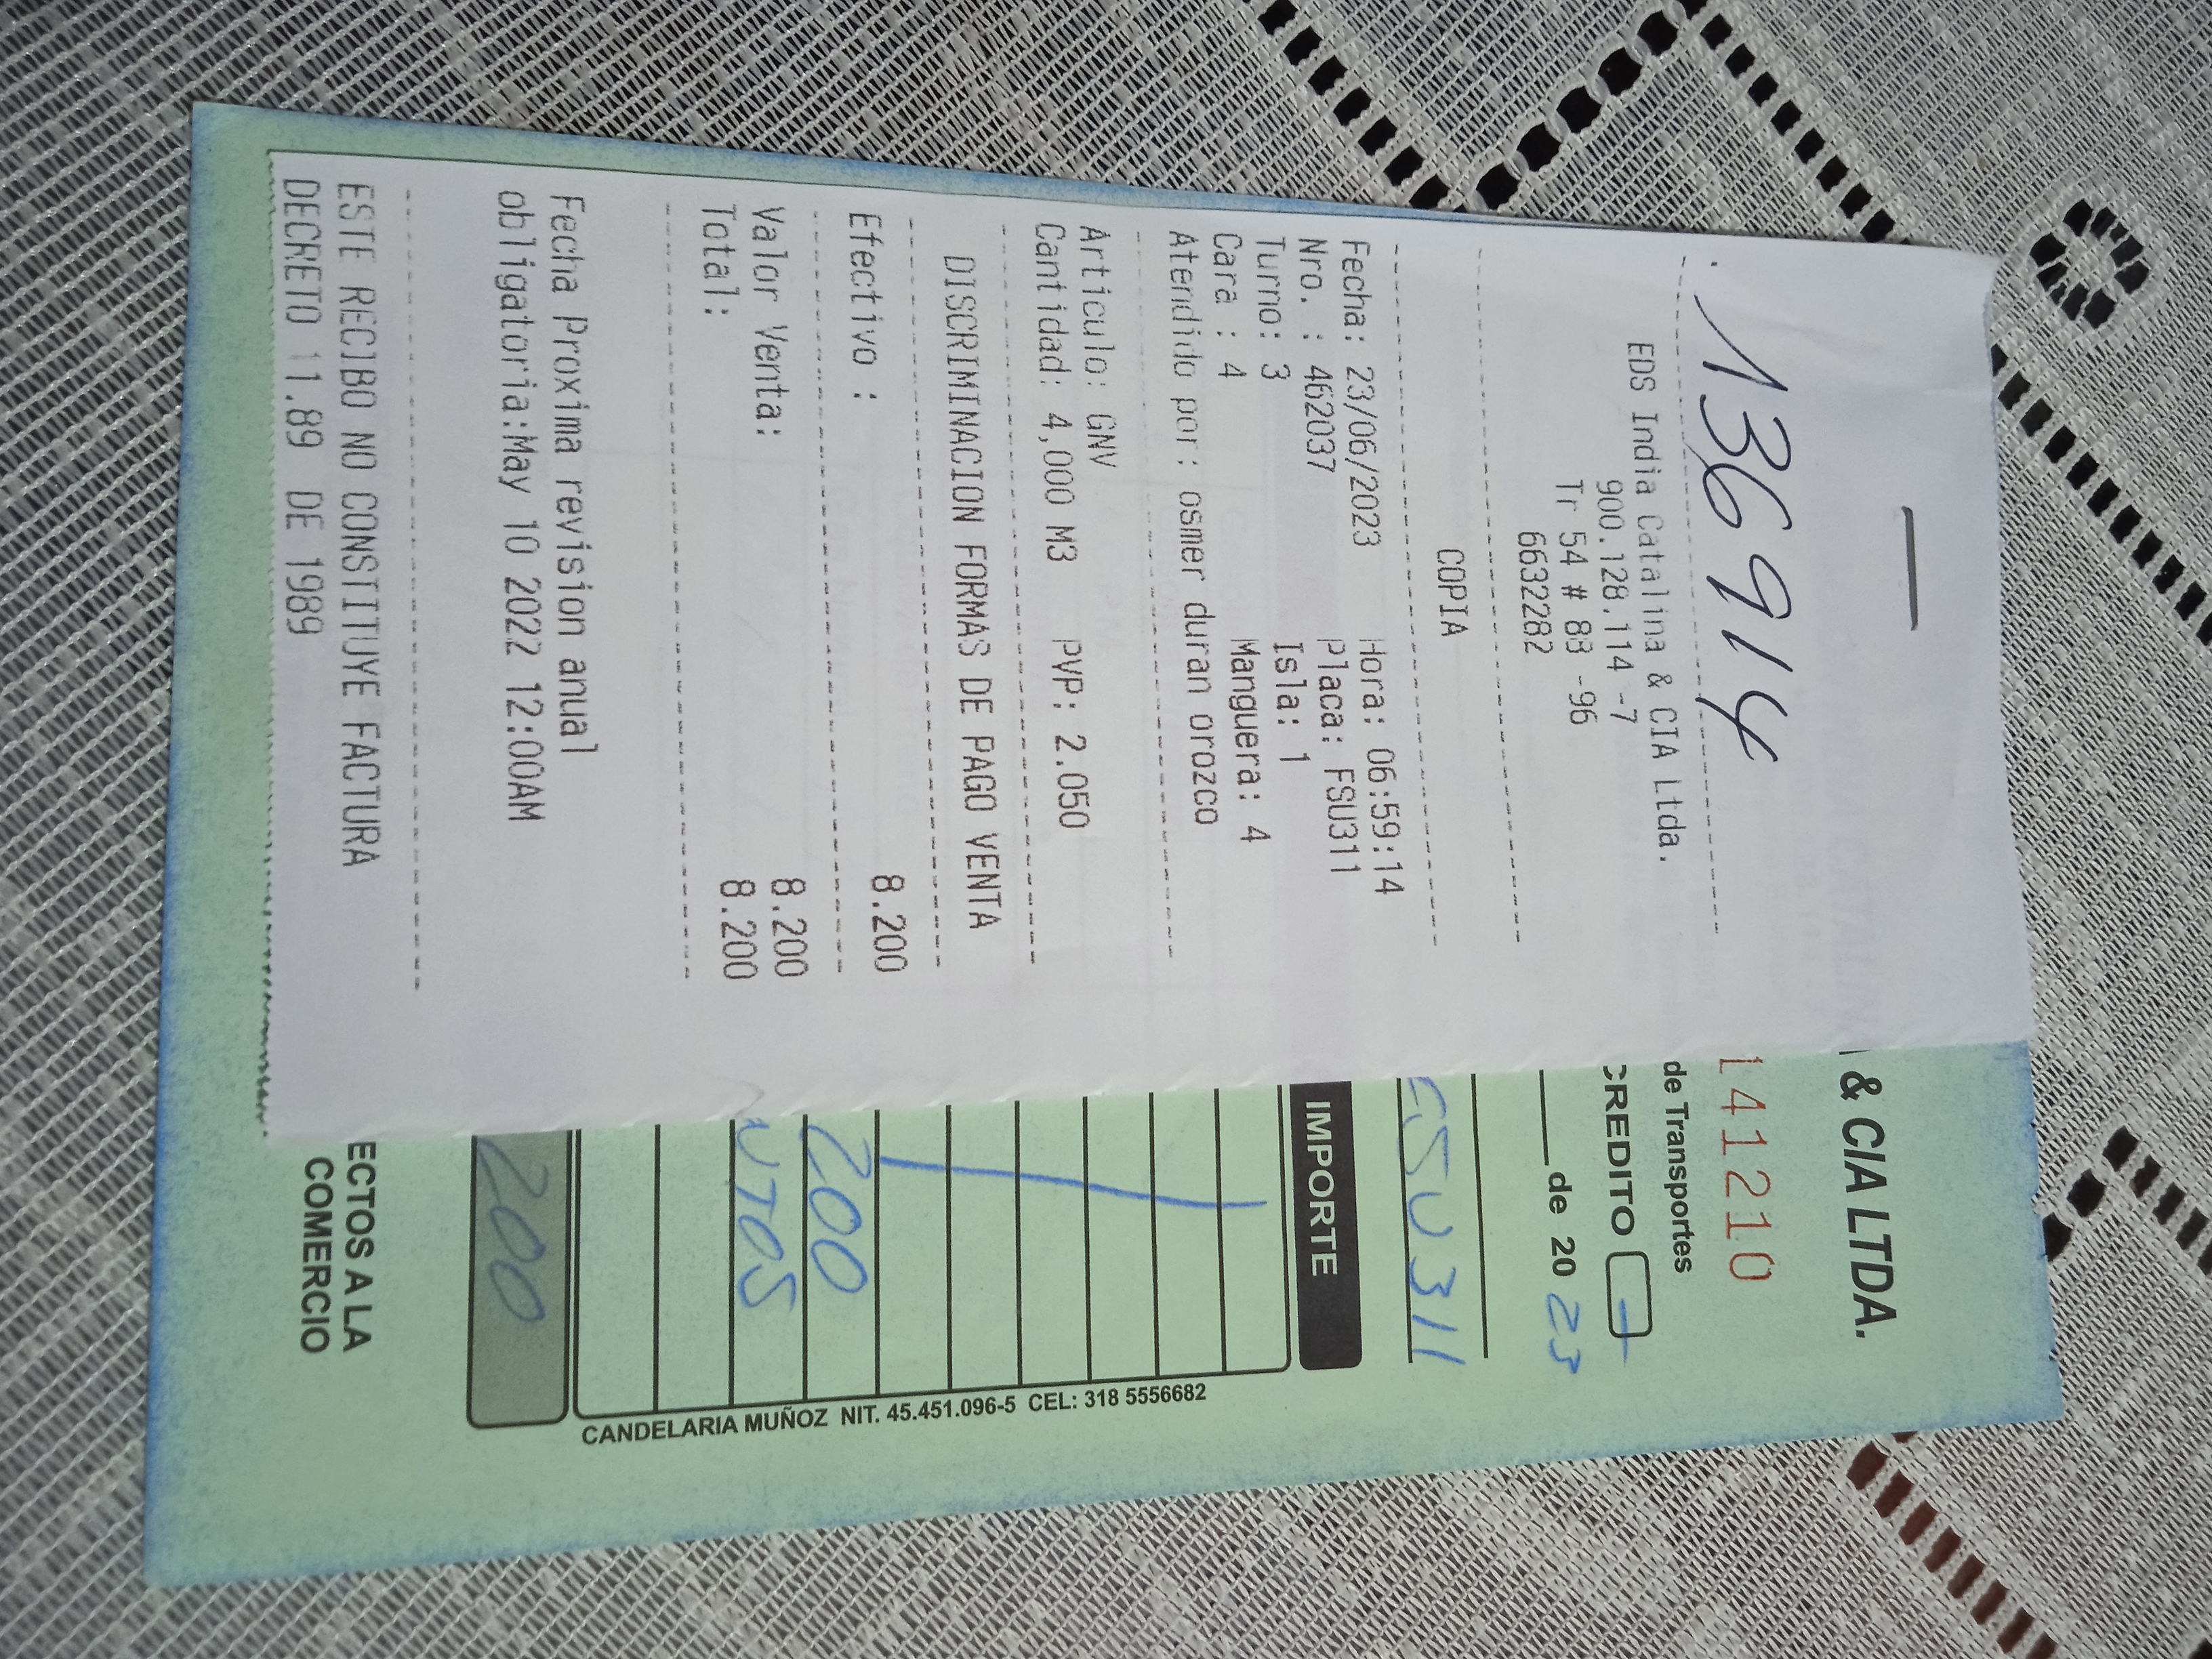 136914
EDS India Catalina & CIA Ltda.
900.128.114 -7
Tr 54 # 83 -96
6632282
COPIA
Fecha: 23/06/2023 Hora: 06:59:14
Nro. : 462037 Placa: FSU311
Turno: 3 Isla: 1
Cara : 4 Manguera: 4
Atendido por: osmer duran orozco
Articulo: GNV
Cantidad: 4,000 M3 PVP: 2.050
DISCRIMINACION FORMAS DE PAGO VENTA
Efectivo : 8.200
Valor Venta: 8.200
Total: 8.200
Fecha Proxima revision anual
obligatoria:May 10 2022 12:00AM
ESTE RECIBO NO CONSTITUYE FACTURA
DECRETO 11.89 DE 1989
& CIA LTDA.
141210
de Transportes
CREDITO
de 20 23
FSU311
IMPORTE
200
NTOS
200
ECTOS A LA
COMERCIO
CANDELARIA MUÑOZ NIT. 45.451.096-5 CEL: 318 5556682